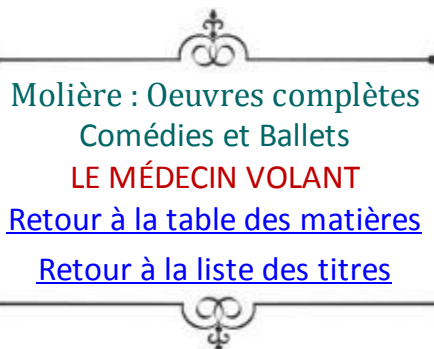 Molière : Oeuvres complètes
Comédies et Ballets
LE MÉDECIN VOLANT
Retour à la table des matières
Retour à la liste des titres